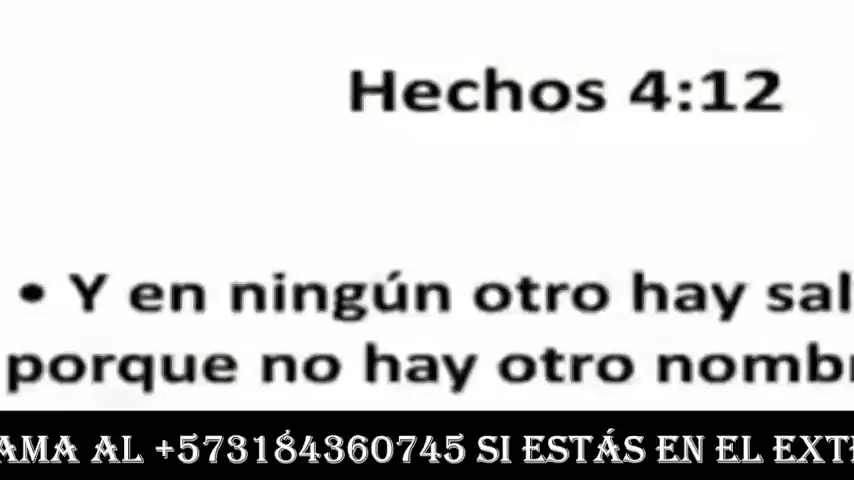 Hechos 4:12
• Y en ningún otro hay sal
porque no hay otro nomb
AMA AL +573184360745 SI ESTÁS EN EL EXT